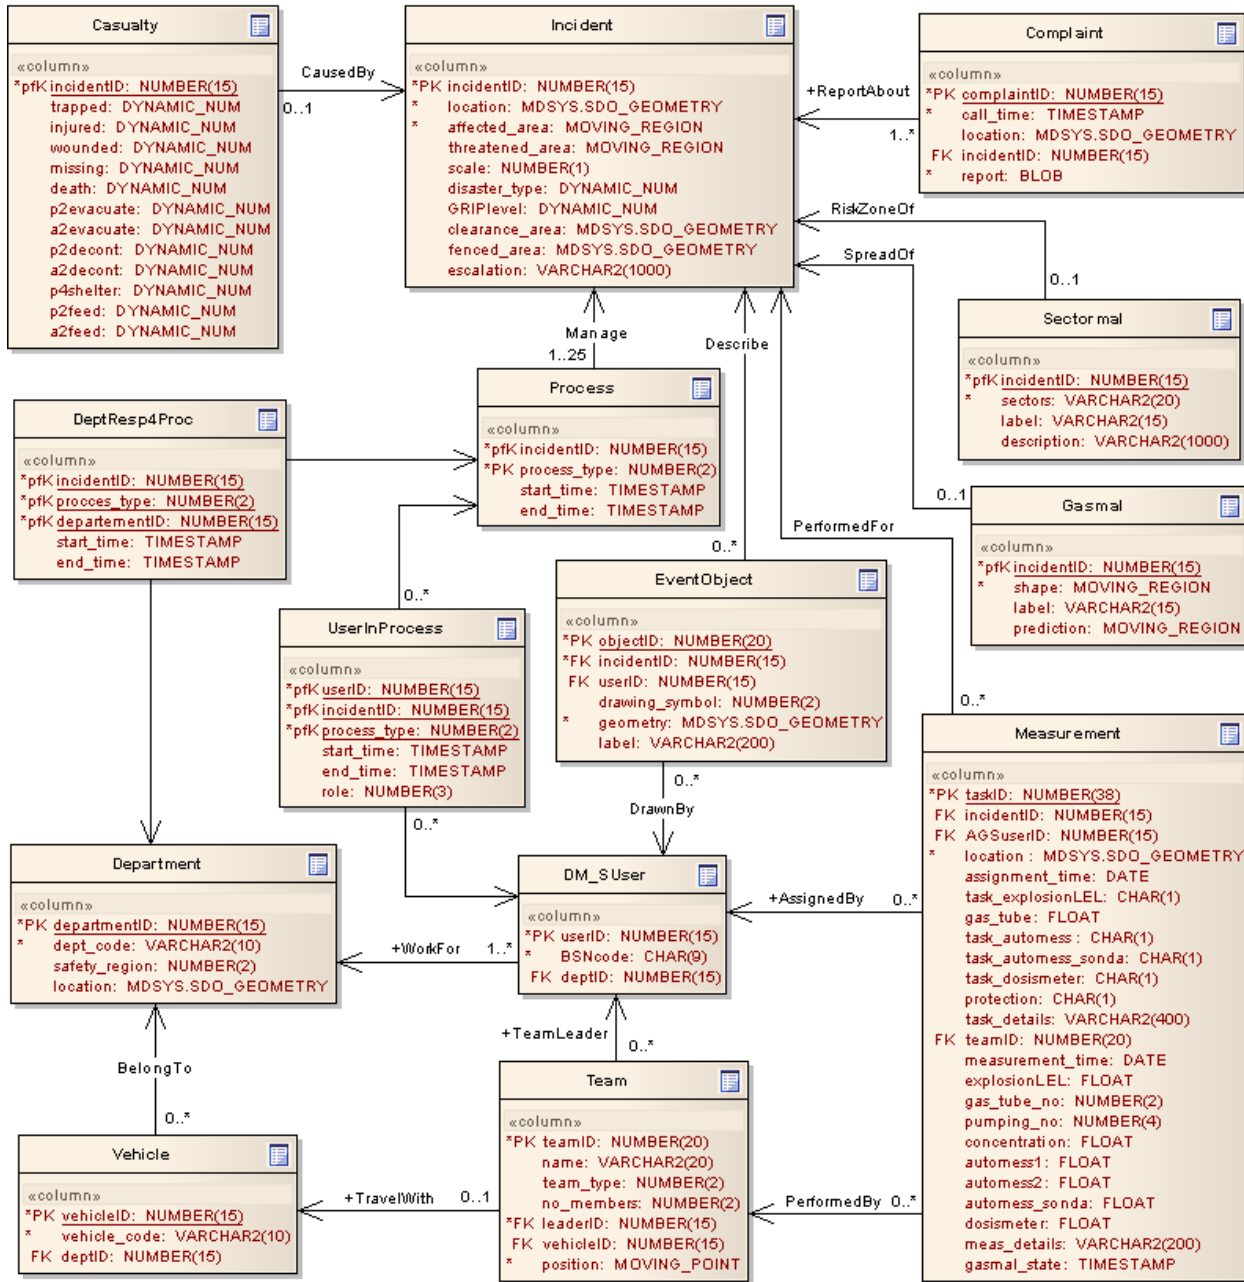 Casualty
«column»
*pfK incidentID: NUMBER(15)
trapped: DYNAMIC_NUM
injured: DYNAMIC_NUM
wounded: DYNAMIC_NUM
missing: DYNAMIC_NUM
death: DYNAMIC_NUM
p2evacuate: DYNAMIC_NUM
a2evacuate: DYNAMIC_NUM
p2decont: DYNAMIC_NUM
a2decont: DYNAMIC_NUM
p4shelter: DYNAMIC_NUM
p2feed: DYNAMIC_NUM
a2feed: DYNAMIC_NUM
CausedBy
0..1
Incident
«column»
*PK incidentID: NUMBER(15)
* location: MDSYS.SDO_GEOMETRY
* affected_area: MOVING_REGION
threatened_area: MOVING_REGION
scale: NUMBER(1)
disaster_type: DYNAMIC_NUM
GRIPlevel: DYNAMIC_NUM
clearance_area: MDSYS.SDO_GEOMETRY
fenced_area: MDSYS.SDO_GEOMETRY
escalation: VARCHAR2(1000)
+ReportAbout
1..*
Complaint
«column»
*PK complaintID: NUMBER(15)
* call_time: TIMESTAMP
location: MDSYS.SDO_GEOMETRY
FK incidentID: NUMBER(15)
* report: BLOB
RiskZoneOf
0..1
SpreadOf
0..1
Sectormal
«column»
*pfK incidentID: NUMBER(15)
* sectors: VARCHAR2(20)
label: VARCHAR2(15)
description: VARCHAR2(1000)
Manage
1..25
Describe
0..*
PerformedFor
0..*
DeptResp4Proc
«column»
*pfK incidentID: NUMBER(15)
*pfK procces_type: NUMBER(2)
*pfK departementID: NUMBER(15)
start_time: TIMESTAMP
end_time: TIMESTAMP
Process
«column»
*pfK incidentID: NUMBER(15)
*PK process_type: NUMBER(2)
start_time: TIMESTAMP
end_time: TIMESTAMP
Gasmal
«column»
*pfK incidentID: NUMBER(15)
* shape: MOVING_REGION
label: VARCHAR2(15)
prediction: MOVING_REGION
0..*
UserInProcess
«column»
*pfK userID: NUMBER(15)
*pfK incidentID: NUMBER(15)
*pfK process_type: NUMBER(2)
start_time: TIMESTAMP
end_time: TIMESTAMP
role: NUMBER(3)
0..*
EventObject
«column»
*PK objectID: NUMBER(20)
*FK incidentID: NUMBER(15)
FK userID: NUMBER(15)
drawing_symbol: NUMBER(2)
* geometry: MDSYS.SDO_GEOMETRY
label: VARCHAR2(200)
0..*
DrawnBy
Measurement
«column»
*PK taskID: NUMBER(38)
FK incidentID: NUMBER(15)
FK AGSuserID: NUMBER(15)
* location : MDSYS.SDO_GEOMETRY
assignment_time: DATE
task_explosionLEL: CHAR(1)
gas_tube: FLOAT
task_automess : CHAR(1)
task_automess_sonda: CHAR(1)
task_dosismeter: CHAR(1)
protection: CHAR(1)
task_details: VARCHAR2(400)
FK teamID: NUMBER(20)
measurement_time: DATE
explosionLEL: FLOAT
gas_tube_no: NUMBER(2)
pumping_no: NUMBER(4)
concentration: FLOAT
automess1: FLOAT
automess2: FLOAT
automess_sonda: FLOAT
dosismeter: FLOAT
meas_details: VARCHAR2(200)
gasmal_state: TIMESTAMP
Department
«column»
*PK departmentID: NUMBER(15)
* dept_code: VARCHAR2(10)
safety_region: NUMBER(2)
location: MDSYS.SDO_GEOMETRY
+WorkFor
1..*
DM_SUser
«column»
*PK userID: NUMBER(15)
* BSNcode: CHAR(9)
FK deptID: NUMBER(15)
+AssignedBy
0..*
+TeamLeader
0..*
BelongTo
0..*
Vehicle
«column»
*PK vehicleID: NUMBER(15)
* vehicle_code: VARCHAR2(10)
FK deptID: NUMBER(15)
+TravelWith
0..1
Team
«column»
*PK teamID: NUMBER(20)
name: VARCHAR2(20)
team_type: NUMBER(2)
no_members: NUMBER(2)
*FK leaderID: NUMBER(15)
FK vehicleID: NUMBER(15)
* position: MOVING_POINT
PerformedBy
0..*